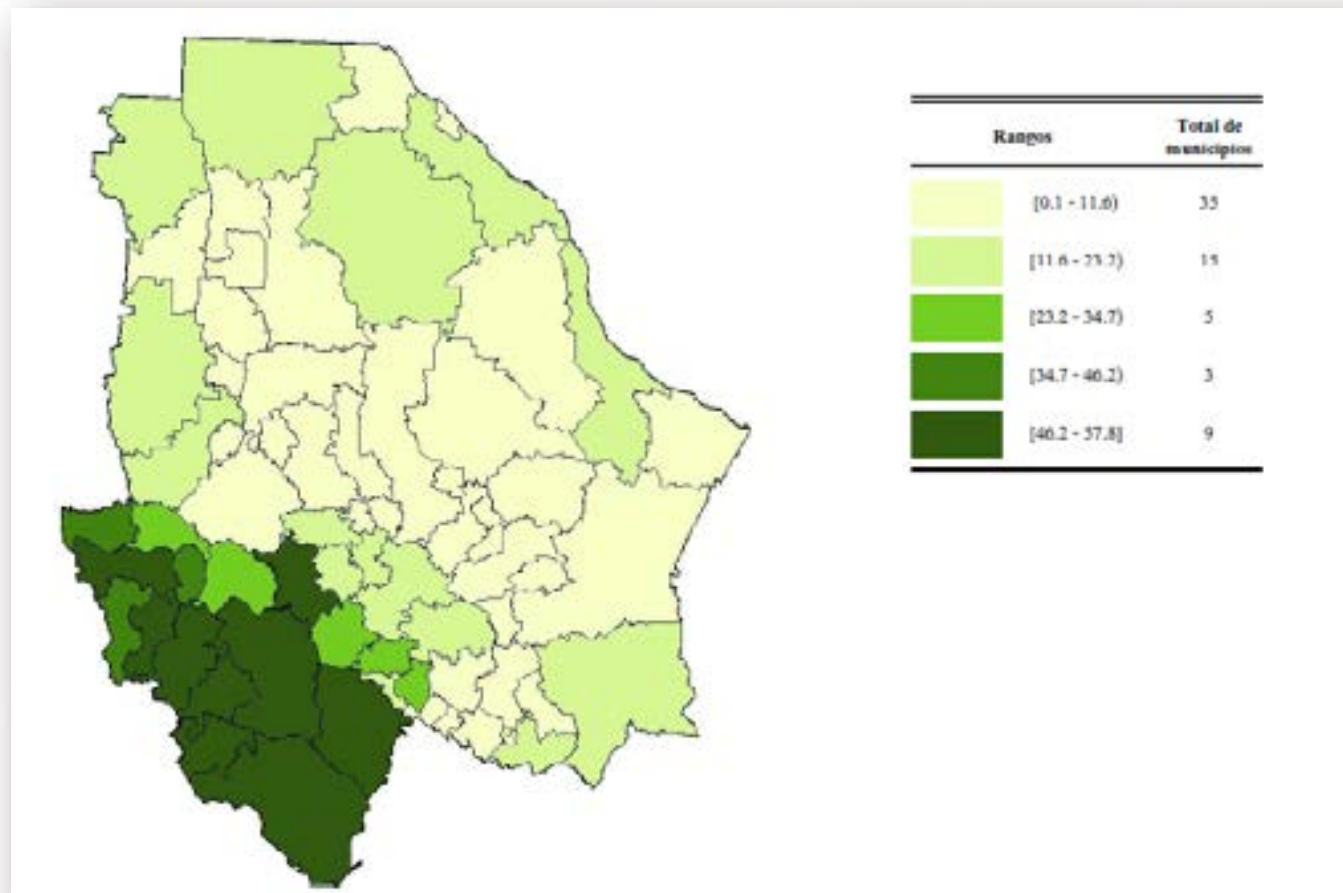 Rangos
Total de
municipios
[0.1 - 11.6) 35
[11.6 - 23.2) 15
[23.2 - 34.7) 5
[34.7 - 46.2) 3
[46.2 - 57.8] 9